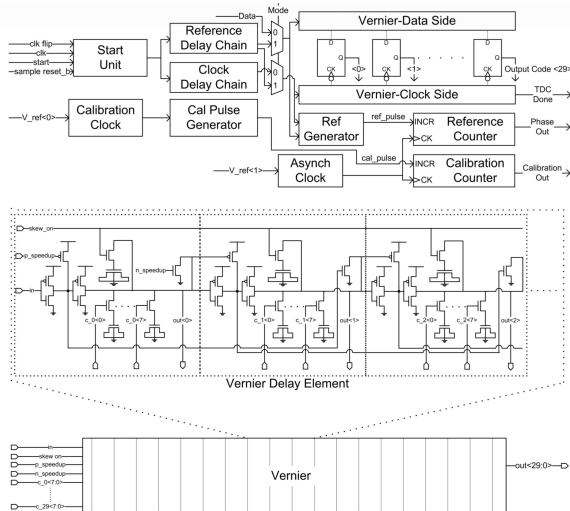 Mode
Data
clk flip
clk
start
sample reset_b
Start Unit
Reference Delay Chain
Clock Delay Chain
0
1
0
1
Vernier-Data Side
D
Q
CK
<0>
D
Q
CK
<1>
D
Q
CK
Output Code <29>
Vernier-Clock Side
TDC Done
V_ref<0>
Calibration Clock
Cal Pulse Generator
Ref Generator
ref_pulse
INCR
CK
Reference Counter
Phase Out
cal_pulse
V_ref<1>
Asynch Clock
INCR
CK
Calibration Counter
Calibration Out
skew_on
p_speedup
in
n_speedup
c_0<0>
c_0<7>
out<0>
c_1<0>
c_1<7>
out<1>
c_2<0>
c_2<7>
out<2>
Vernier Delay Element
in
skew on
p_speedup
n_speedup
c_0<7:0>
c_29<7:0>
Vernier
out<29:0>